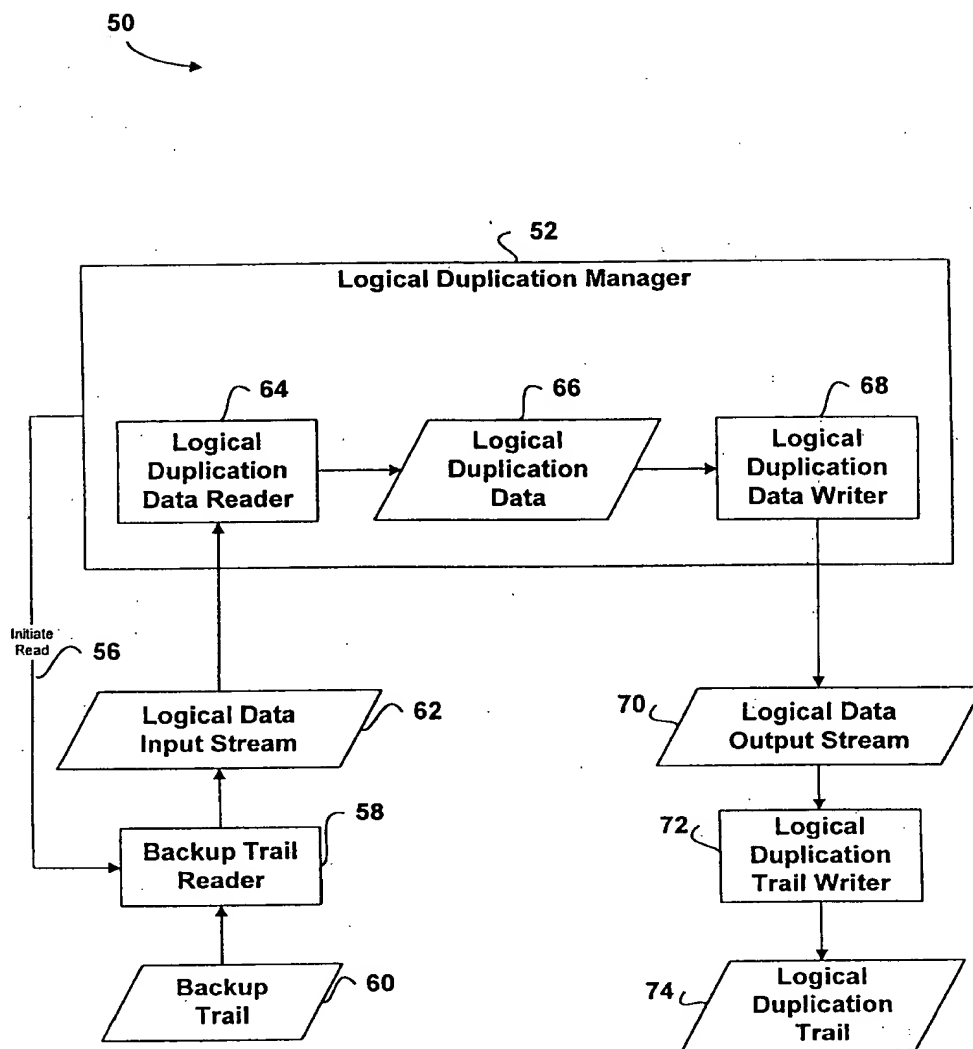 50
52
Logical Duplication Manager
64
66
68
Logical
Duplication
Data Reader
Logical
Duplication
Data
Logical
Duplication
Data Writer
Initiate
Read
56
Logical Data
Input Stream
62
70
Logical Data
Output Stream
58
Backup Trail
Reader
72
Logical
Duplication
Trail Writer
Backup
Trail
60
74
Logical
Duplication
Trail